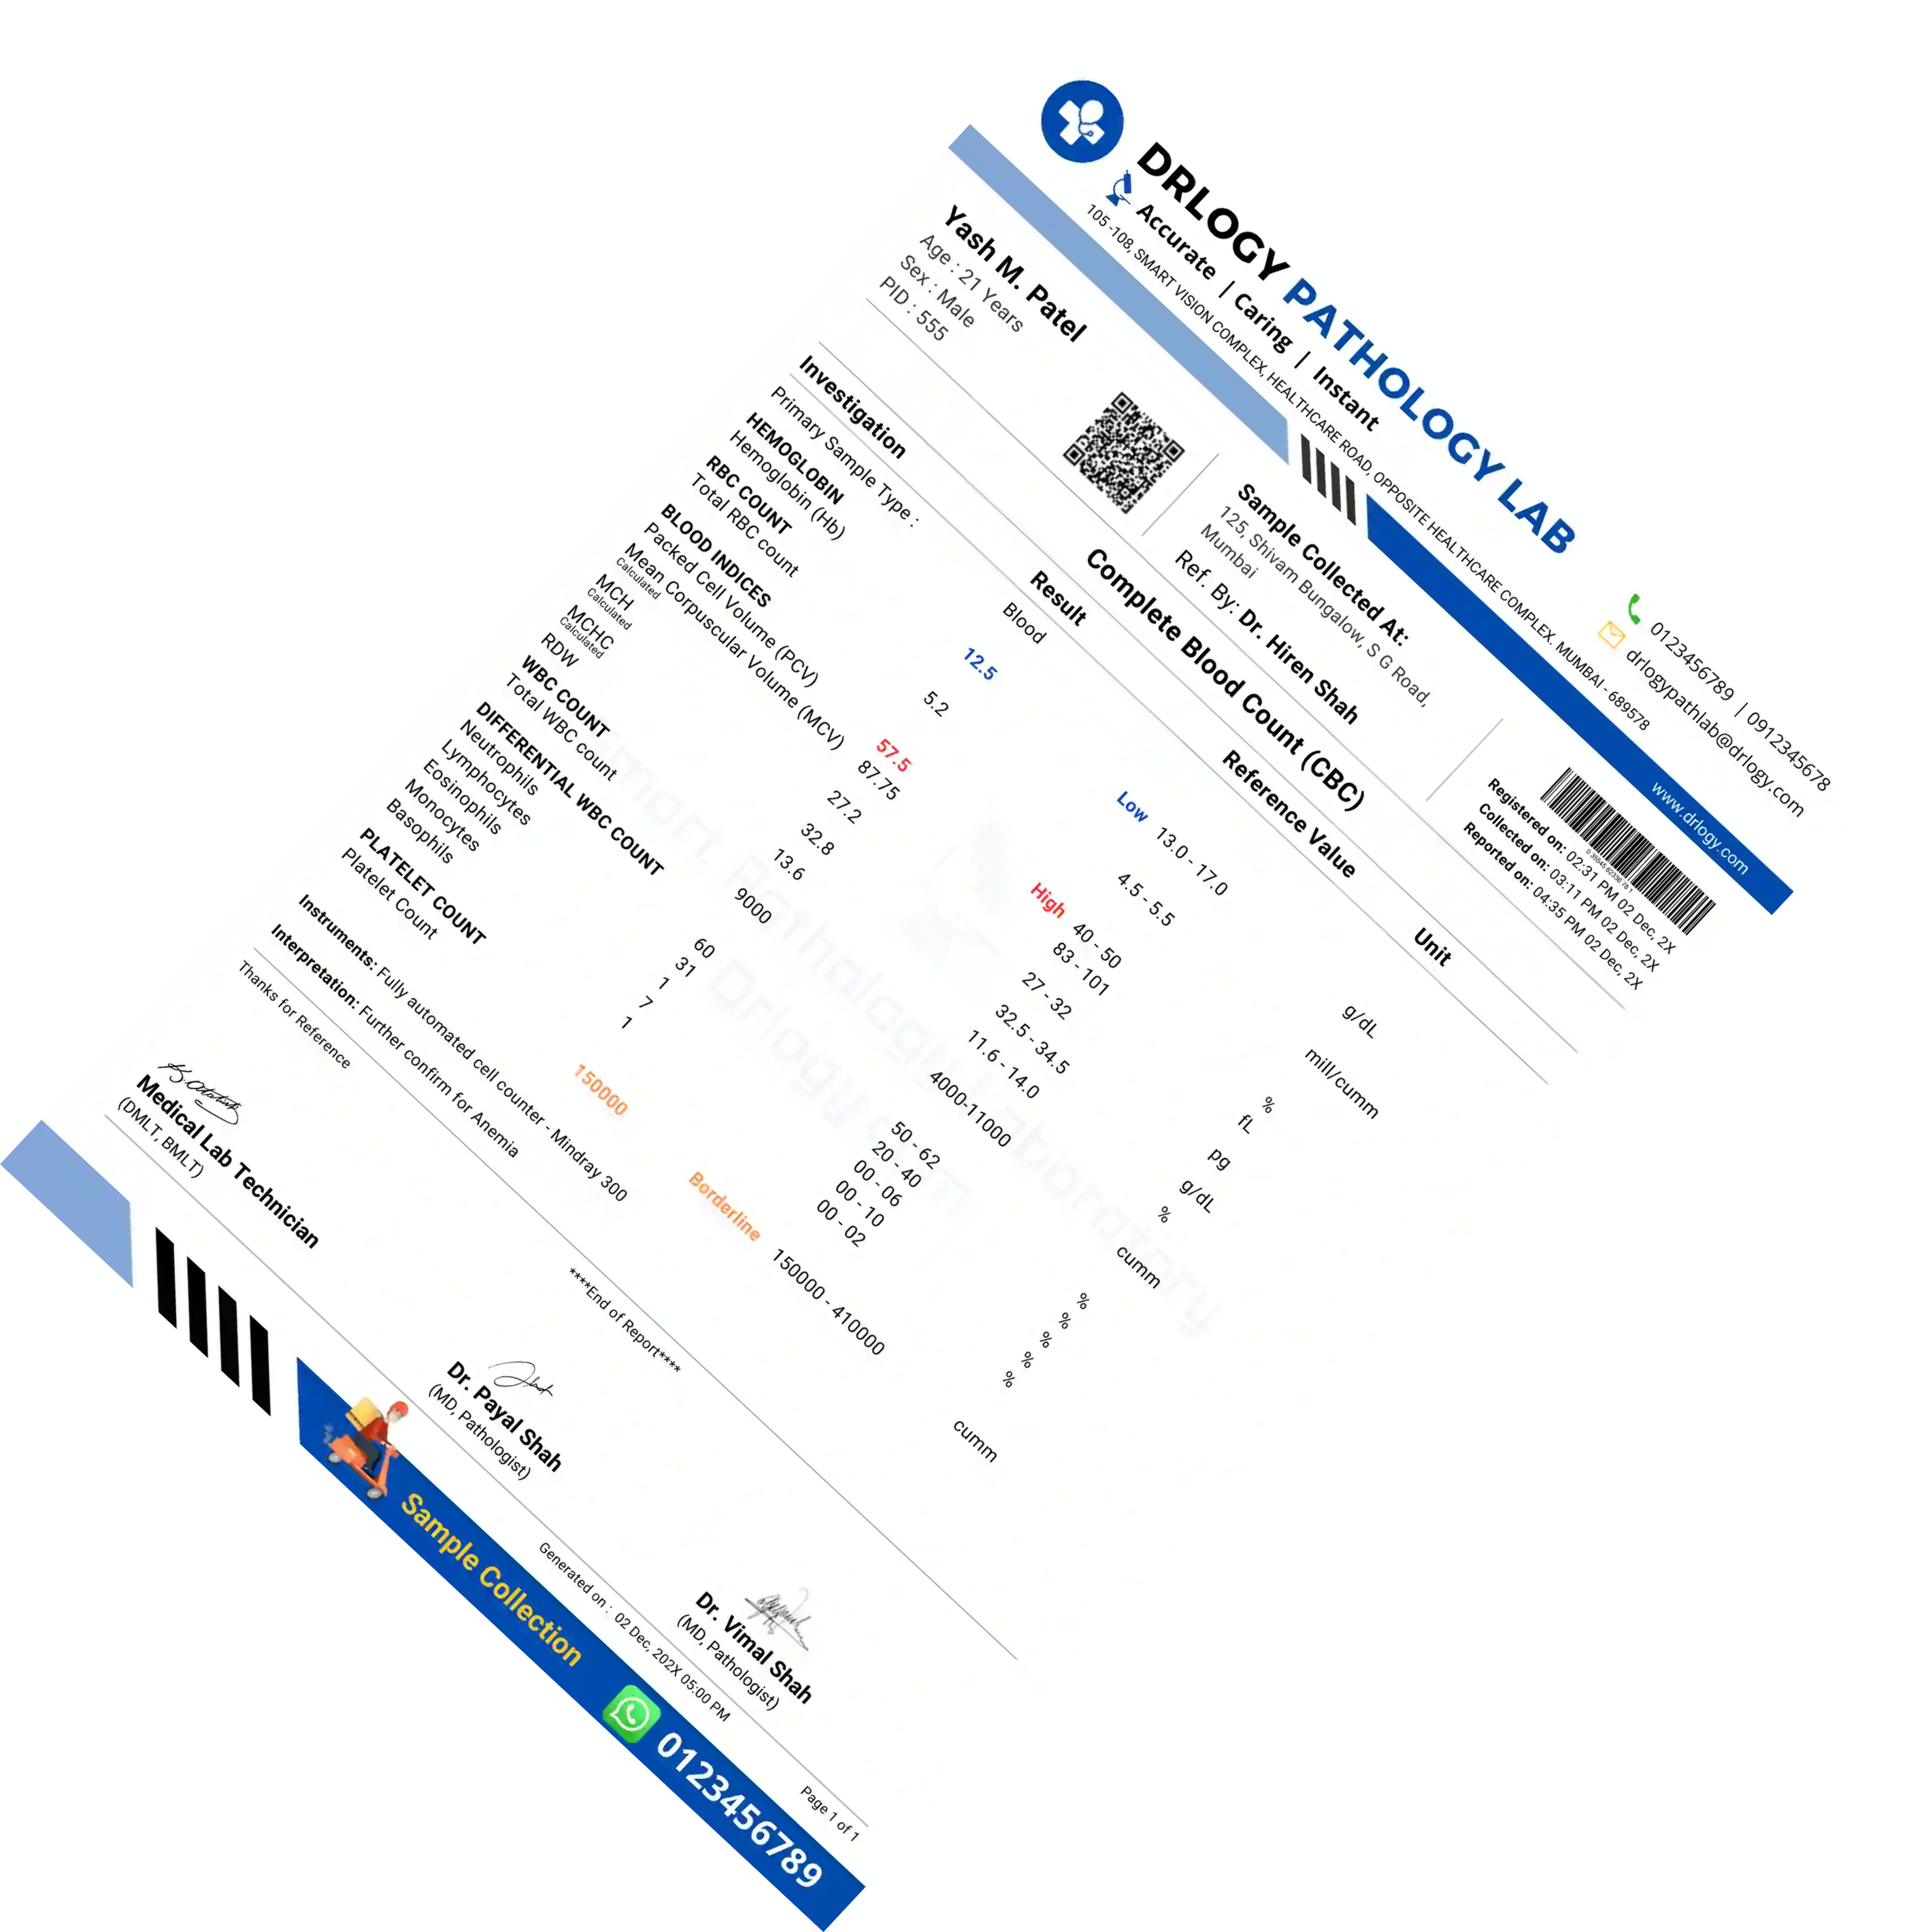 DRLOGY PATHOLOGY LAB
Accurate | Caring | Instant
105 -108, SMART VISION COMPLEX, HEALTHCARE ROAD, OPPOSITE HEALTHCARE COMPLEX. MUMBAI - 689578
0123456789 | 0912345678
drlogypathlab@drlogy.com
www.drlogy.com
Yash M. Patel
Age : 21 Years
Sex : Male
PID : 555
Sample Collected At:
125, Shivam Bungalow, S G Road,
Mumbai
Ref. By: Dr. Hiren Shah
Registered on: 02:31 PM 02 Dec, 2X
Collected on: 03:11 PM 02 Dec, 2X
Reported on: 04:35 PM 02 Dec, 2X
Complete Blood Count (CBC)
Investigation Result Reference Value Unit
Primary Sample Type : Blood
HEMOGLOBIN
Hemoglobin (Hb) 12.5 Low 13.0 - 17.0 g/dL
RBC COUNT
Total RBC count 5.2 4.5 - 5.5 mill/cumm
BLOOD INDICES
Packed Cell Volume (PCV) 57.5 High 40 - 50 %
Mean Corpuscular Volume (MCV) 87.75 83 - 101 fL
Calculated
MCH 27.2 27 - 32 pg
Calculated
MCHC 32.8 32.5 - 34.5 g/dL
Calculated
RDW 13.6 11.6 - 14.0 %
WBC COUNT
Total WBC count 9000 4000-11000 cumm
DIFFERENTIAL WBC COUNT
Neutrophils 60 50 - 62 %
Lymphocytes 31 20 - 40 %
Eosinophils 1 00 - 06 %
Monocytes 7 00 - 10 %
Basophils 1 00 - 02 %
PLATELET COUNT
Platelet Count 150000 Borderline 150000 - 410000 cumm
Instruments: Fully automated cell counter - Mindray 300
Interpretation: Further confirm for Anemia
Thanks for Reference
****End of Report****
Medical Lab Technician
(DMLT, BMLT)
Dr. Payal Shah
(MD, Pathologist)
Dr. Vimal Shah
(MD, Pathologist)
Generated on : 02 Dec, 202X 05:00 PM
Page 1 of 1
Sample Collection
0123456789
Smart Pathology Laboratory
Drlogy.com